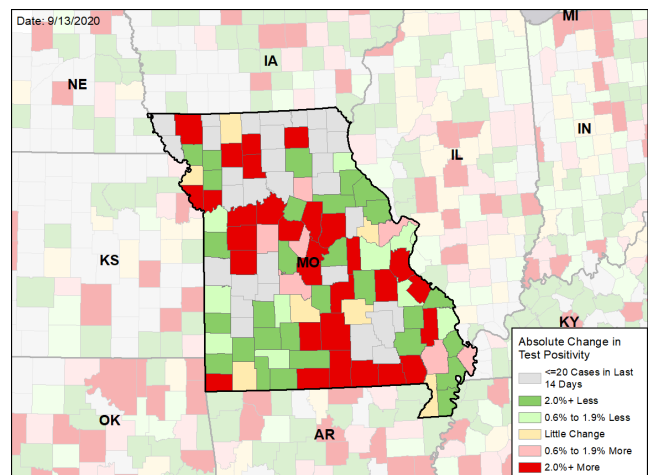 Date: 9/13/2020
MI
IA
NE
IN
IL
KS
MO
KY
OK
AR
Absolute Change in
Test Positivity
<=20 Cases in Last
14 Days
2.0%+ Less
0.6% to 1.9% Less
Little Change
0.6% to 1.9% More
2.0%+ More